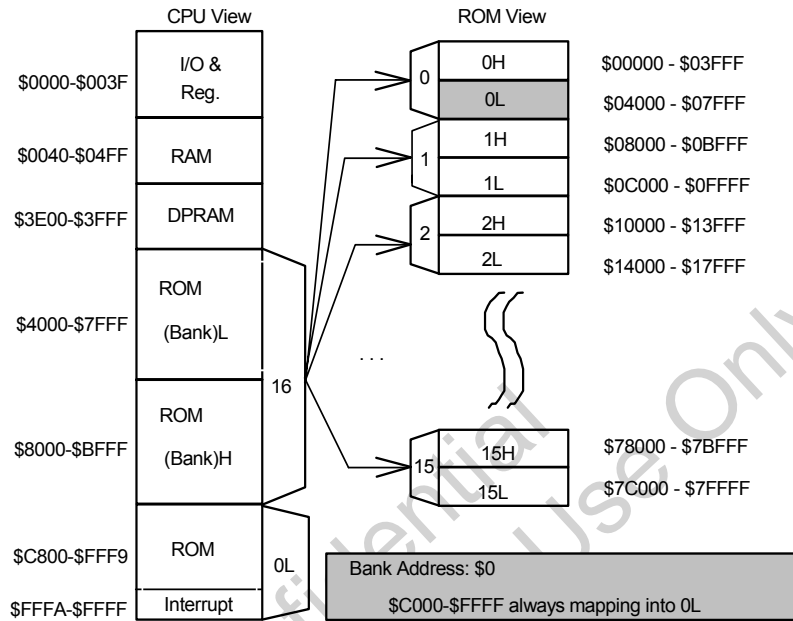 CPU View
ROM View
$0000-$003F
I/O &
Reg.
0
0H
$00000 - $03FFF
0L
$04000 - $07FFF
$0040-$04FF
RAM
1
1H
$08000 - $0BFFF
1L
$0C000 - $0FFFF
$3E00-$3FFF
DPRAM
2
2H
$10000 - $13FFF
2L
$14000 - $17FFF
$4000-$7FFF
ROM
(Bank)L
16
. . .
$8000-$BFFF
ROM
(Bank)H
15
15H
$78000 - $7BFFF
15L
$7C000 - $7FFFF
$C800-$FFF9
ROM
0L
$FFFA-$FFFF
Interrupt
Bank Address: $0
$C000-$FFFF always mapping into 0L
Use Only